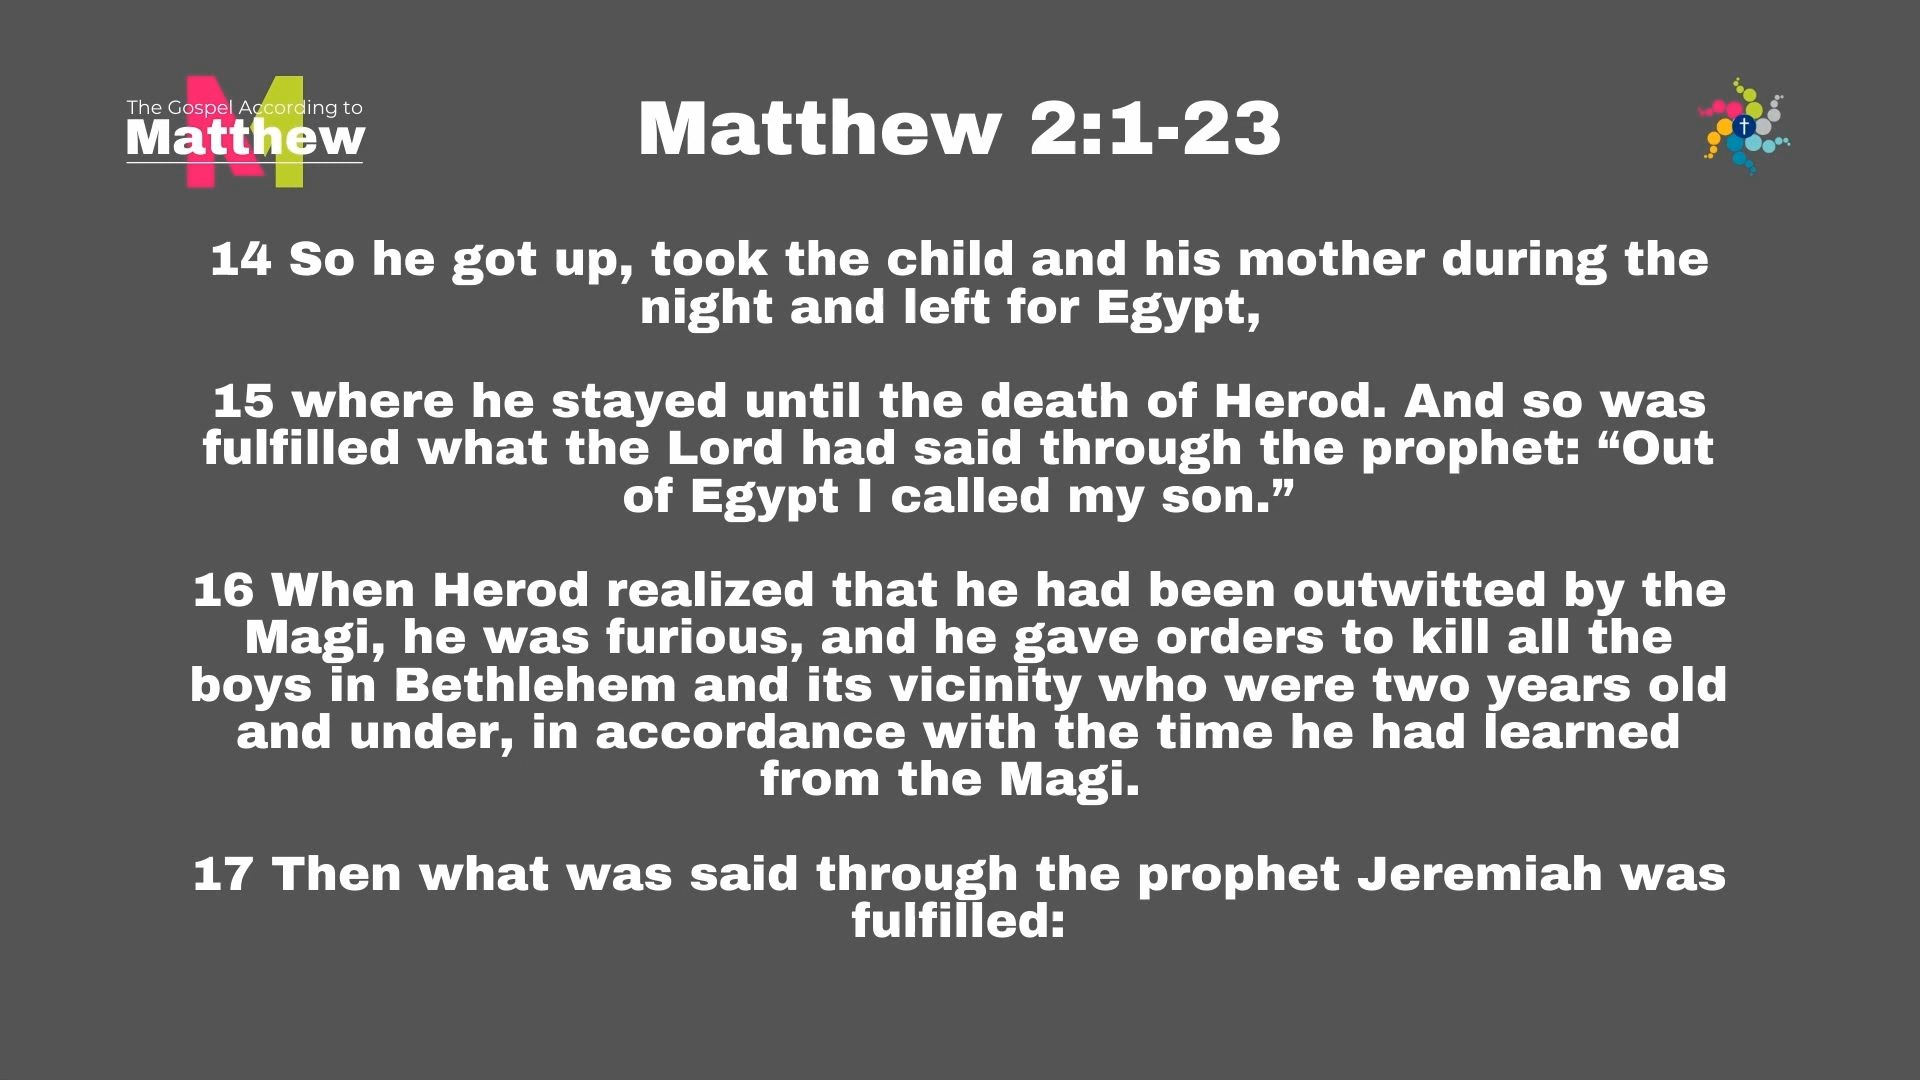 The Gospel According to
Matthew
Matthew 2:1-23
14 So he got up, took the child and his mother during the
night and left for Egypt,
15 where he stayed until the death of Herod. And so was
fulfilled what the Lord had said through the prophet: “Out
of Egypt I called my son.”
16 When Herod realized that he had been outwitted by the
Magi, he was furious, and he gave orders to kill all the
boys in Bethlehem and its vicinity who were two years old
and under, in accordance with the time he had learned
from the Magi.
17 Then what was said through the prophet Jeremiah was
fulfilled: